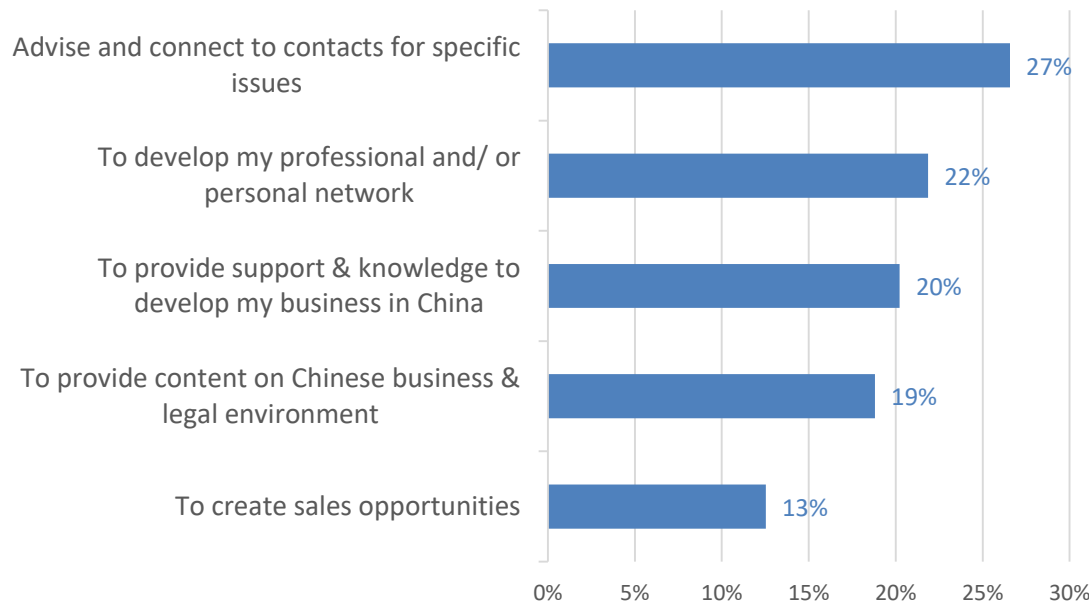 Advise and connect to contacts for specific
issues
27%
To develop my professional and/ or
personal network
22%
To provide support & knowledge to
develop my business in China
20%
To provide content on Chinese business &
legal environment
19%
To create sales opportunities
13%
0% 5% 10% 15% 20% 25% 30%